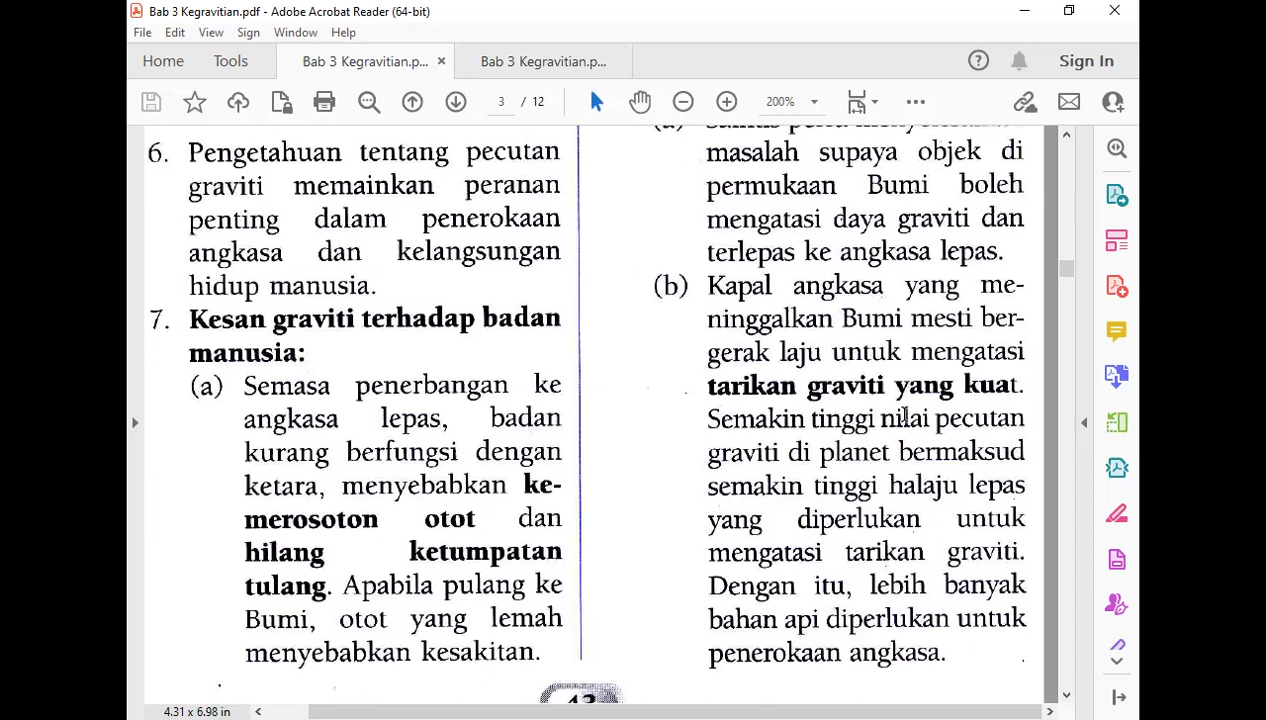 Bab 3 Kegravitian.pdf - Adobe Acrobat Reader (64-bit)
File Edit View Sign Window Help
Home Tools Bab 3 Kegravitian.p... × Bab 3 Kegravitian.p... Sign In
3 / 12 200%
6. Pengetahuan tentang pecutan
graviti memainkan peranan
penting dalam penerokaan
angkasa dan kelangsungan
hidup manusia.
7. Kesan graviti terhadap badan
manusia:
(a) Semasa penerbangan ke
angkasa lepas, badan
kurang berfungsi dengan
ketara, menyebabkan ke-
merosoton otot dan
hilang ketumpatan
tulang. Apabila pulang ke
Bumi, otot yang lemah
menyebabkan kesakitan.
masalah supaya objek di
permukaan Bumi boleh
mengatasi daya graviti dan
terlepas ke angkasa lepas.
(b) Kapal angkasa yang me-
ninggalkan Bumi mesti ber-
gerak laju untuk mengatasi
tarikan graviti yang kuat.
Semakin tinggi nilai pecutan
graviti di planet bermaksud
semakin tinggi halaju lepas
yang diperlukan untuk
mengatasi tarikan graviti.
Dengan itu, lebih banyak
bahan api diperlukan untuk
penerokaan angkasa.
43
4.31 x 6.98 in